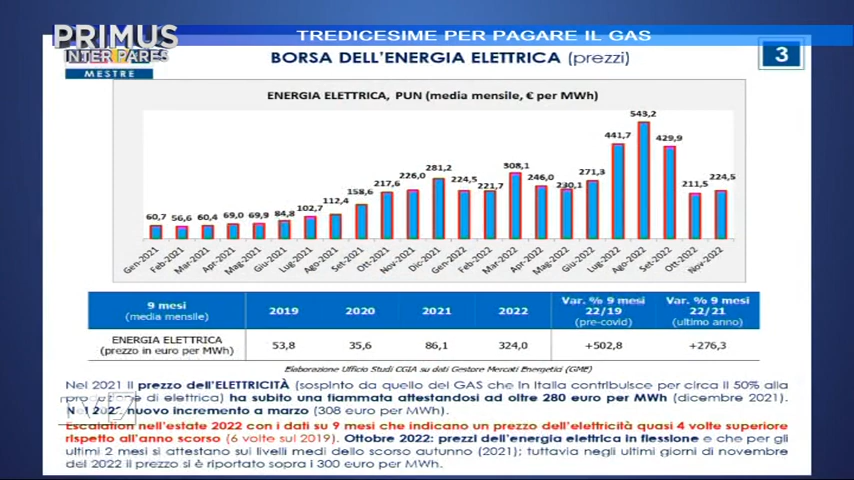 TREDICESIME PER PAGARE IL GAS
PRIMUS
INTER PARES
MESTRE
BORSA DELL'ENERGIA ELETTRICA (prezzi)
3
ENERGIA ELETTRICA, PUN (media mensile, € per MWh)
60,7 56,6 60,4 69,0 69,9 84,8 102,7 112,4 158,6 217,6 226,0 281,2 224,5 221,7 308,1 246,0 230,1 271,3 441,7 543,2 429,9 211,5 224,5
Gen-2021 Feb-2021 Mar-2021 Apr-2021 Mag-2021 Giu-2021 Lug-2021 Ago-2021 Set-2021 Ott-2021 Nov-2021 Dic-2021 Gen-2022 Feb-2022 Mar-2022 Apr-2022 Mag-2022 Giu-2022 Lug-2022 Ago-2022 Set-2022 Ott-2022 Nov-2022
9 mesi (media mensile) 2019 2020 2021 2022 Var. % 9 mesi 22/19 (pre-covid) Var. % 9 mesi 22/21 (ultimo anno)
ENERGIA ELETTRICA (prezzo in euro per MWh) 53,8 35,6 86,1 324,0 +502,8 +276,3
Elaborazione Ufficio Studi CGIA su dati Gestore Mercati Energetici (GME)
Nel 2021 il prezzo dell'ELETTRICITÀ (sospinto da quello del GAS che in Italia contribuisce per circa il 50% alla
di elettrica) ha subito una fiammata attestandosi ad oltre 280 euro per MWh (dicembre 2021).
Nel 2022 nuovo incremento a marzo (308 euro per MWh).
Escalation nell'estate 2022 con i dati su 9 mesi che indicano un prezzo dell'elettricità quasi 4 volte superiore
rispetto all'anno scorso (6 volte sul 2019). Ottobre 2022: prezzi dell'energia elettrica in flessione e che per gli
ultimi 2 mesi si attestano sui livelli medi dello scorso autunno (2021); tuttavia negli ultimi giorni di novembre
del 2022 il prezzo si è riportato sopra i 300 euro per MWh.